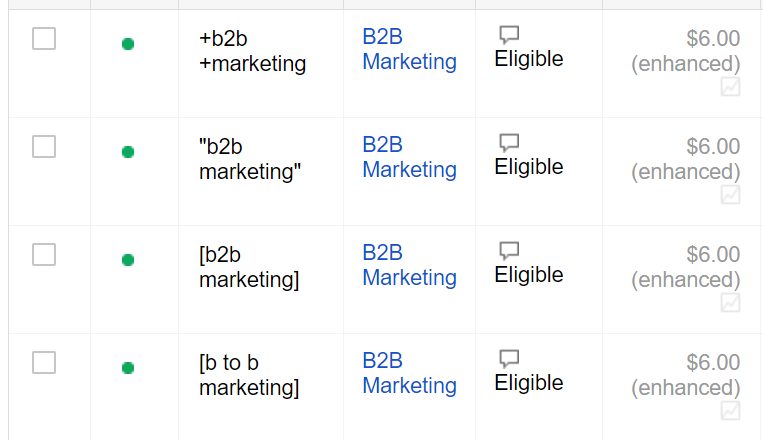 +b2b B2B $6.00
+marketing Marketing Eligible (enhanced)
"b2b B2B $6.00
marketing" Marketing Eligible (enhanced)
[b2b B2B $6.00
marketing] Marketing Eligible (enhanced)
[b to b B2B $6.00
marketing] Marketing Eligible (enhanced)